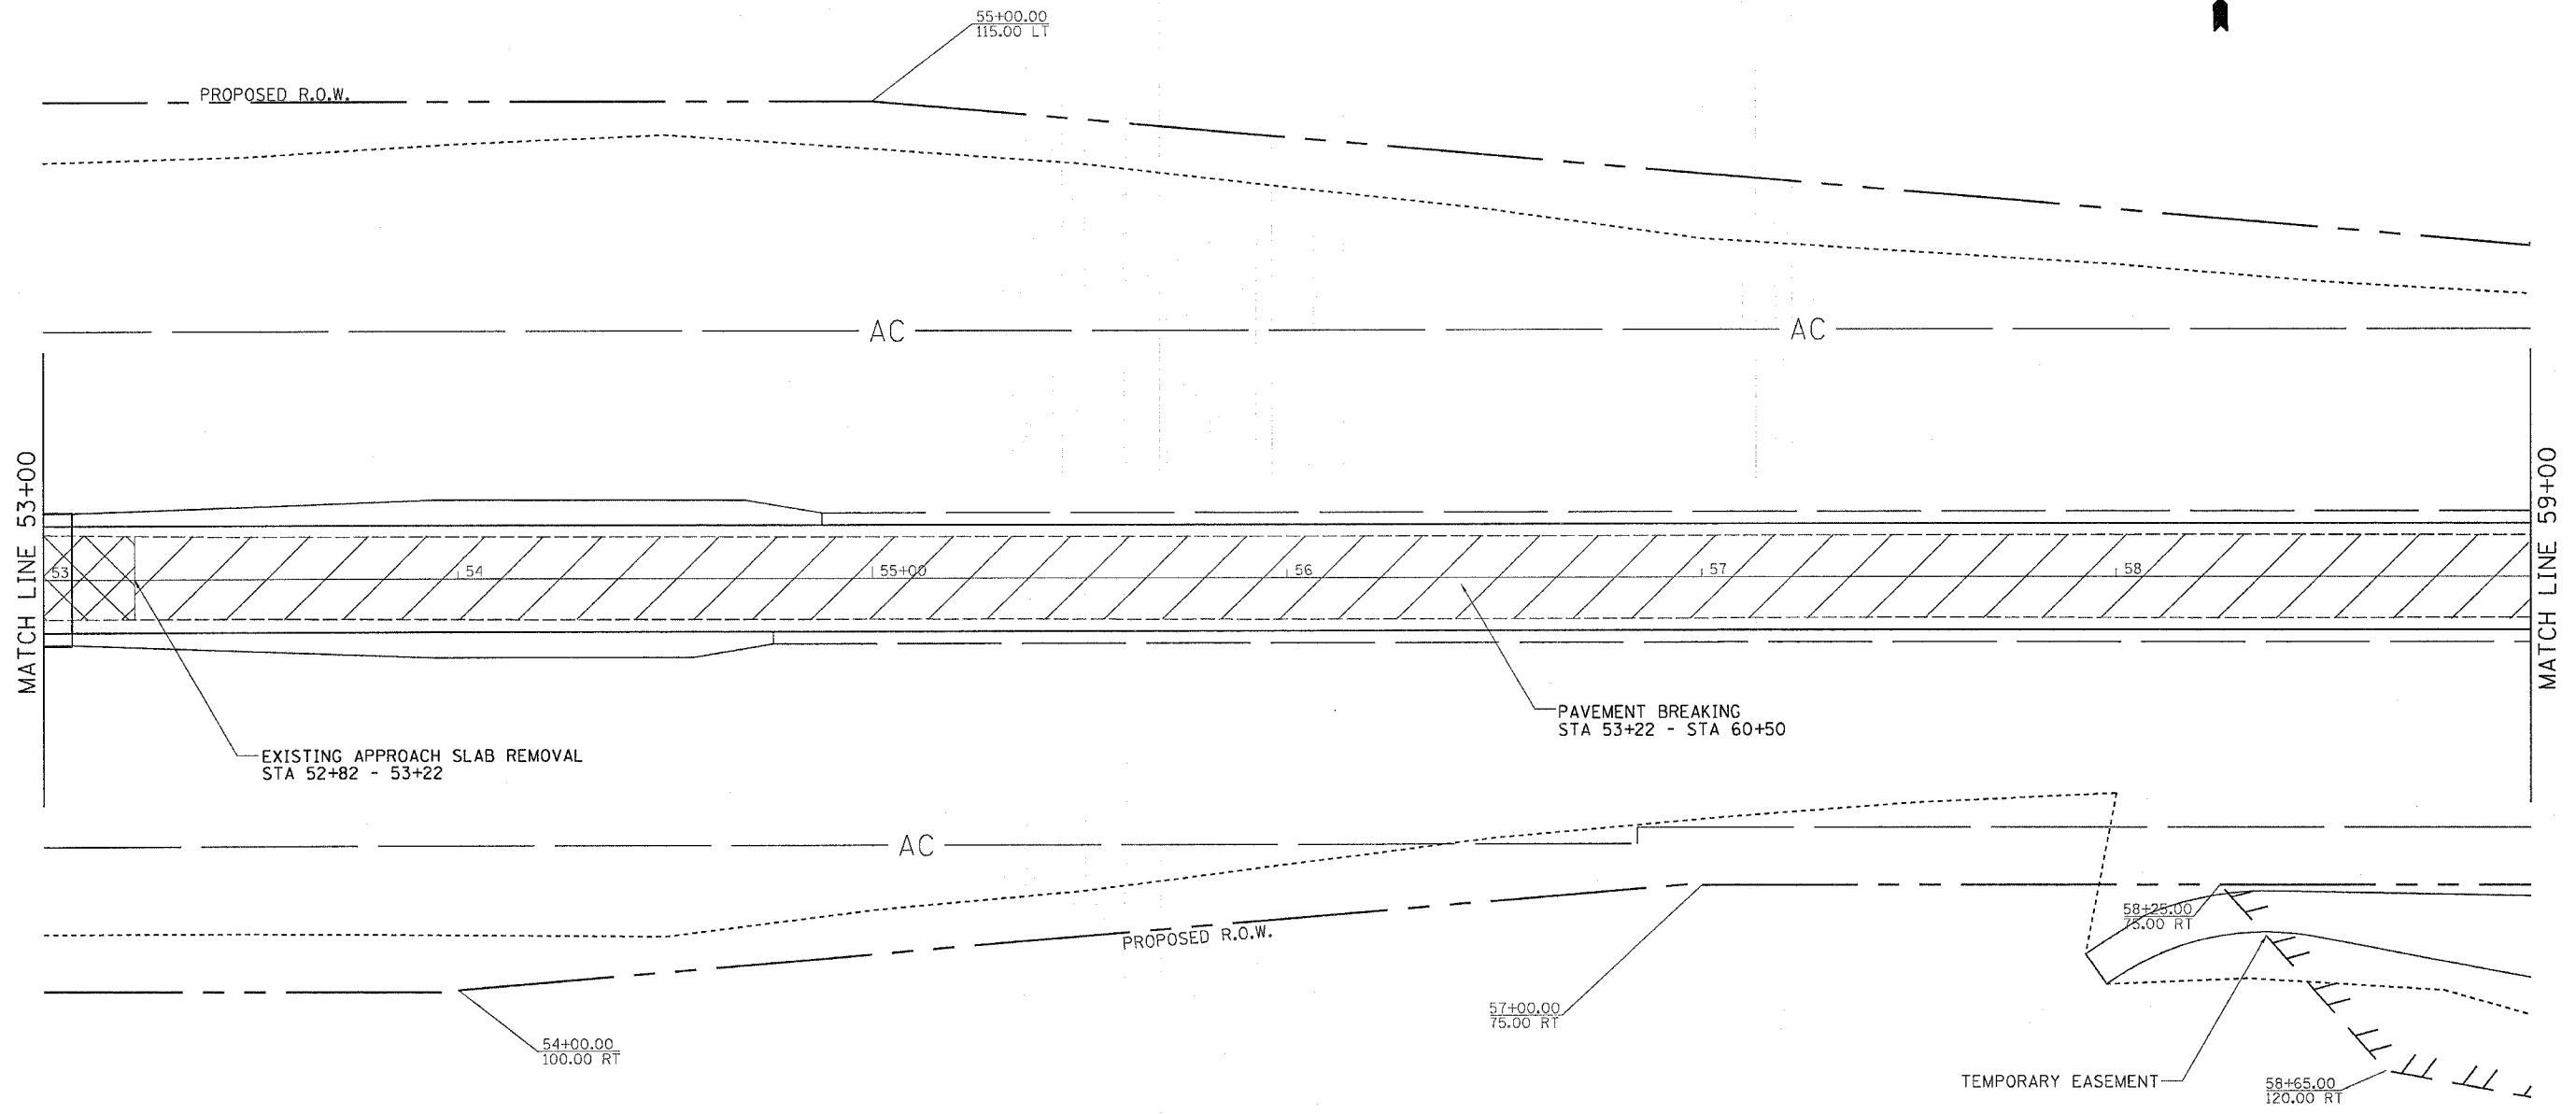 55+00.00
115.00 LT
PROPOSED R.O.W.
AC
AC
MATCH LINE 53+00
MATCH LINE 59+00
53
54
55+00
56
57
58
PAVEMENT BREAKING
STA 53+22 - STA 60+50
EXISTING APPROACH SLAB REMOVAL
STA 52+82 - 53+22
AC
58+25.00
75.00 RT
PROPOSED R.O.W.
57+00.00
75.00 RT
54+00.00
100.00 RT
TEMPORARY EASEMENT
58+65.00
120.00 RT